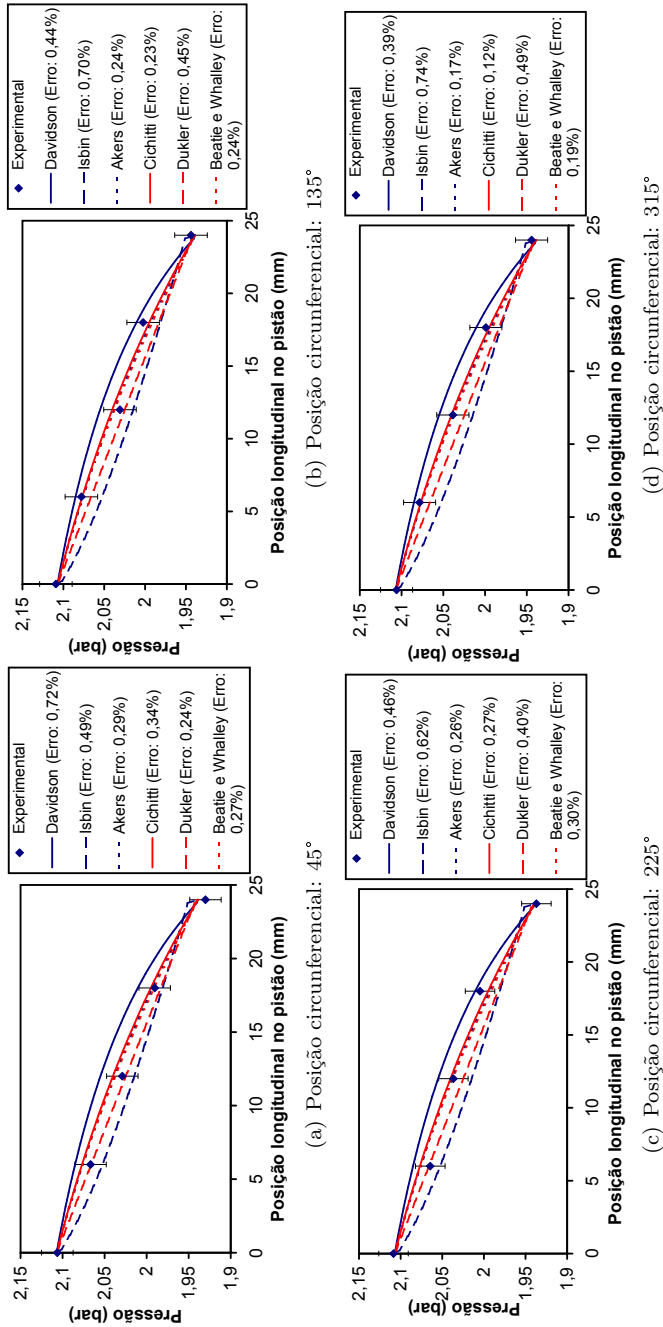 2,15
2,1
2,05
2
1,95
1,9
Pressão (bar)
0
5
10
15
20
25
Posição longitudinal no pistão (mm)
Experimental
Davidson (Erro: 0,72%)
Isbin (Erro: 0,49%)
Akers (Erro: 0,29%)
Cichitti (Erro: 0,34%)
Dukler (Erro: 0,24%)
Beatie e Whalley (Erro:
0,27%)
(a) Posição circunferencial: 45°
2,15
2,1
2,05
2
1,95
1,9
Pressão (bar)
0
5
10
15
20
25
Posição longitudinal no pistão (mm)
Experimental
Davidson (Erro: 0,44%)
Isbin (Erro: 0,70%)
Akers (Erro: 0,24%)
Cichitti (Erro: 0,23%)
Dukler (Erro: 0,45%)
Beatie e Whalley (Erro:
0,24%)
(b) Posição circunferencial: 135°
2,15
2,1
2,05
2
1,95
1,9
Pressão (bar)
0
5
10
15
20
25
Posição longitudinal no pistão (mm)
Experimental
Davidson (Erro: 0,46%)
Isbin (Erro: 0,62%)
Akers (Erro: 0,26%)
Cichitti (Erro: 0,27%)
Dukler (Erro: 0,40%)
Beatie e Whalley (Erro:
0,30%)
(c) Posição circunferencial: 225°
2,15
2,1
2,05
2
1,95
1,9
Pressão (bar)
0
5
10
15
20
25
Posição longitudinal no pistão (mm)
Experimental
Davidson (Erro: 0,39%)
Isbin (Erro: 0,74%)
Akers (Erro: 0,17%)
Cichitti (Erro: 0,12%)
Dukler (Erro: 0,49%)
Beatie e Whalley (Erro:
0,19%)
(d) Posição circunferencial: 315°